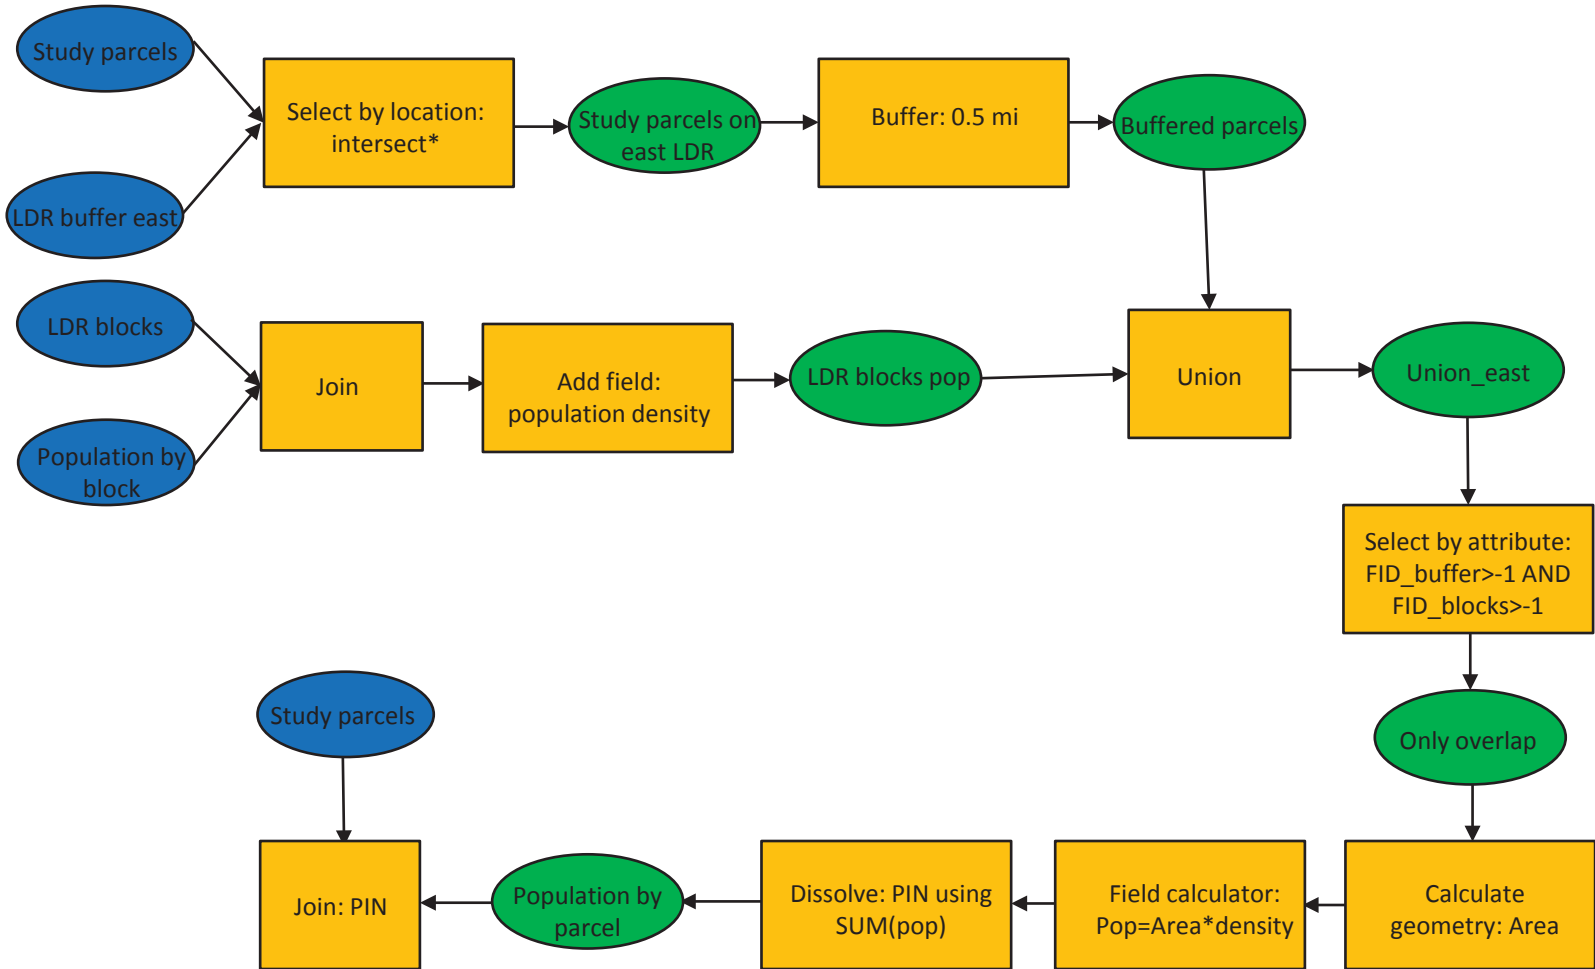 Study parcels
LDR buffer east
Select by location:
intersect*
Study parcels on
east LDR
Buffer: 0.5 mi
Buffered parcels
LDR blocks
Population by
block
Join
Add field:
population density
LDR blocks pop
Union
Union_east
Select by attribute:
FID_buffer>-1 AND
FID_blocks>-1
Only overlap
Calculate
geometry: Area
Field calculator:
Pop=Area*density
Dissolve: PIN using
SUM(pop)
Population by
parcel
Study parcels
Join: PIN